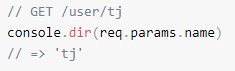 // GET /user/tj
console.dir(req.params.name)
// => 'tj'